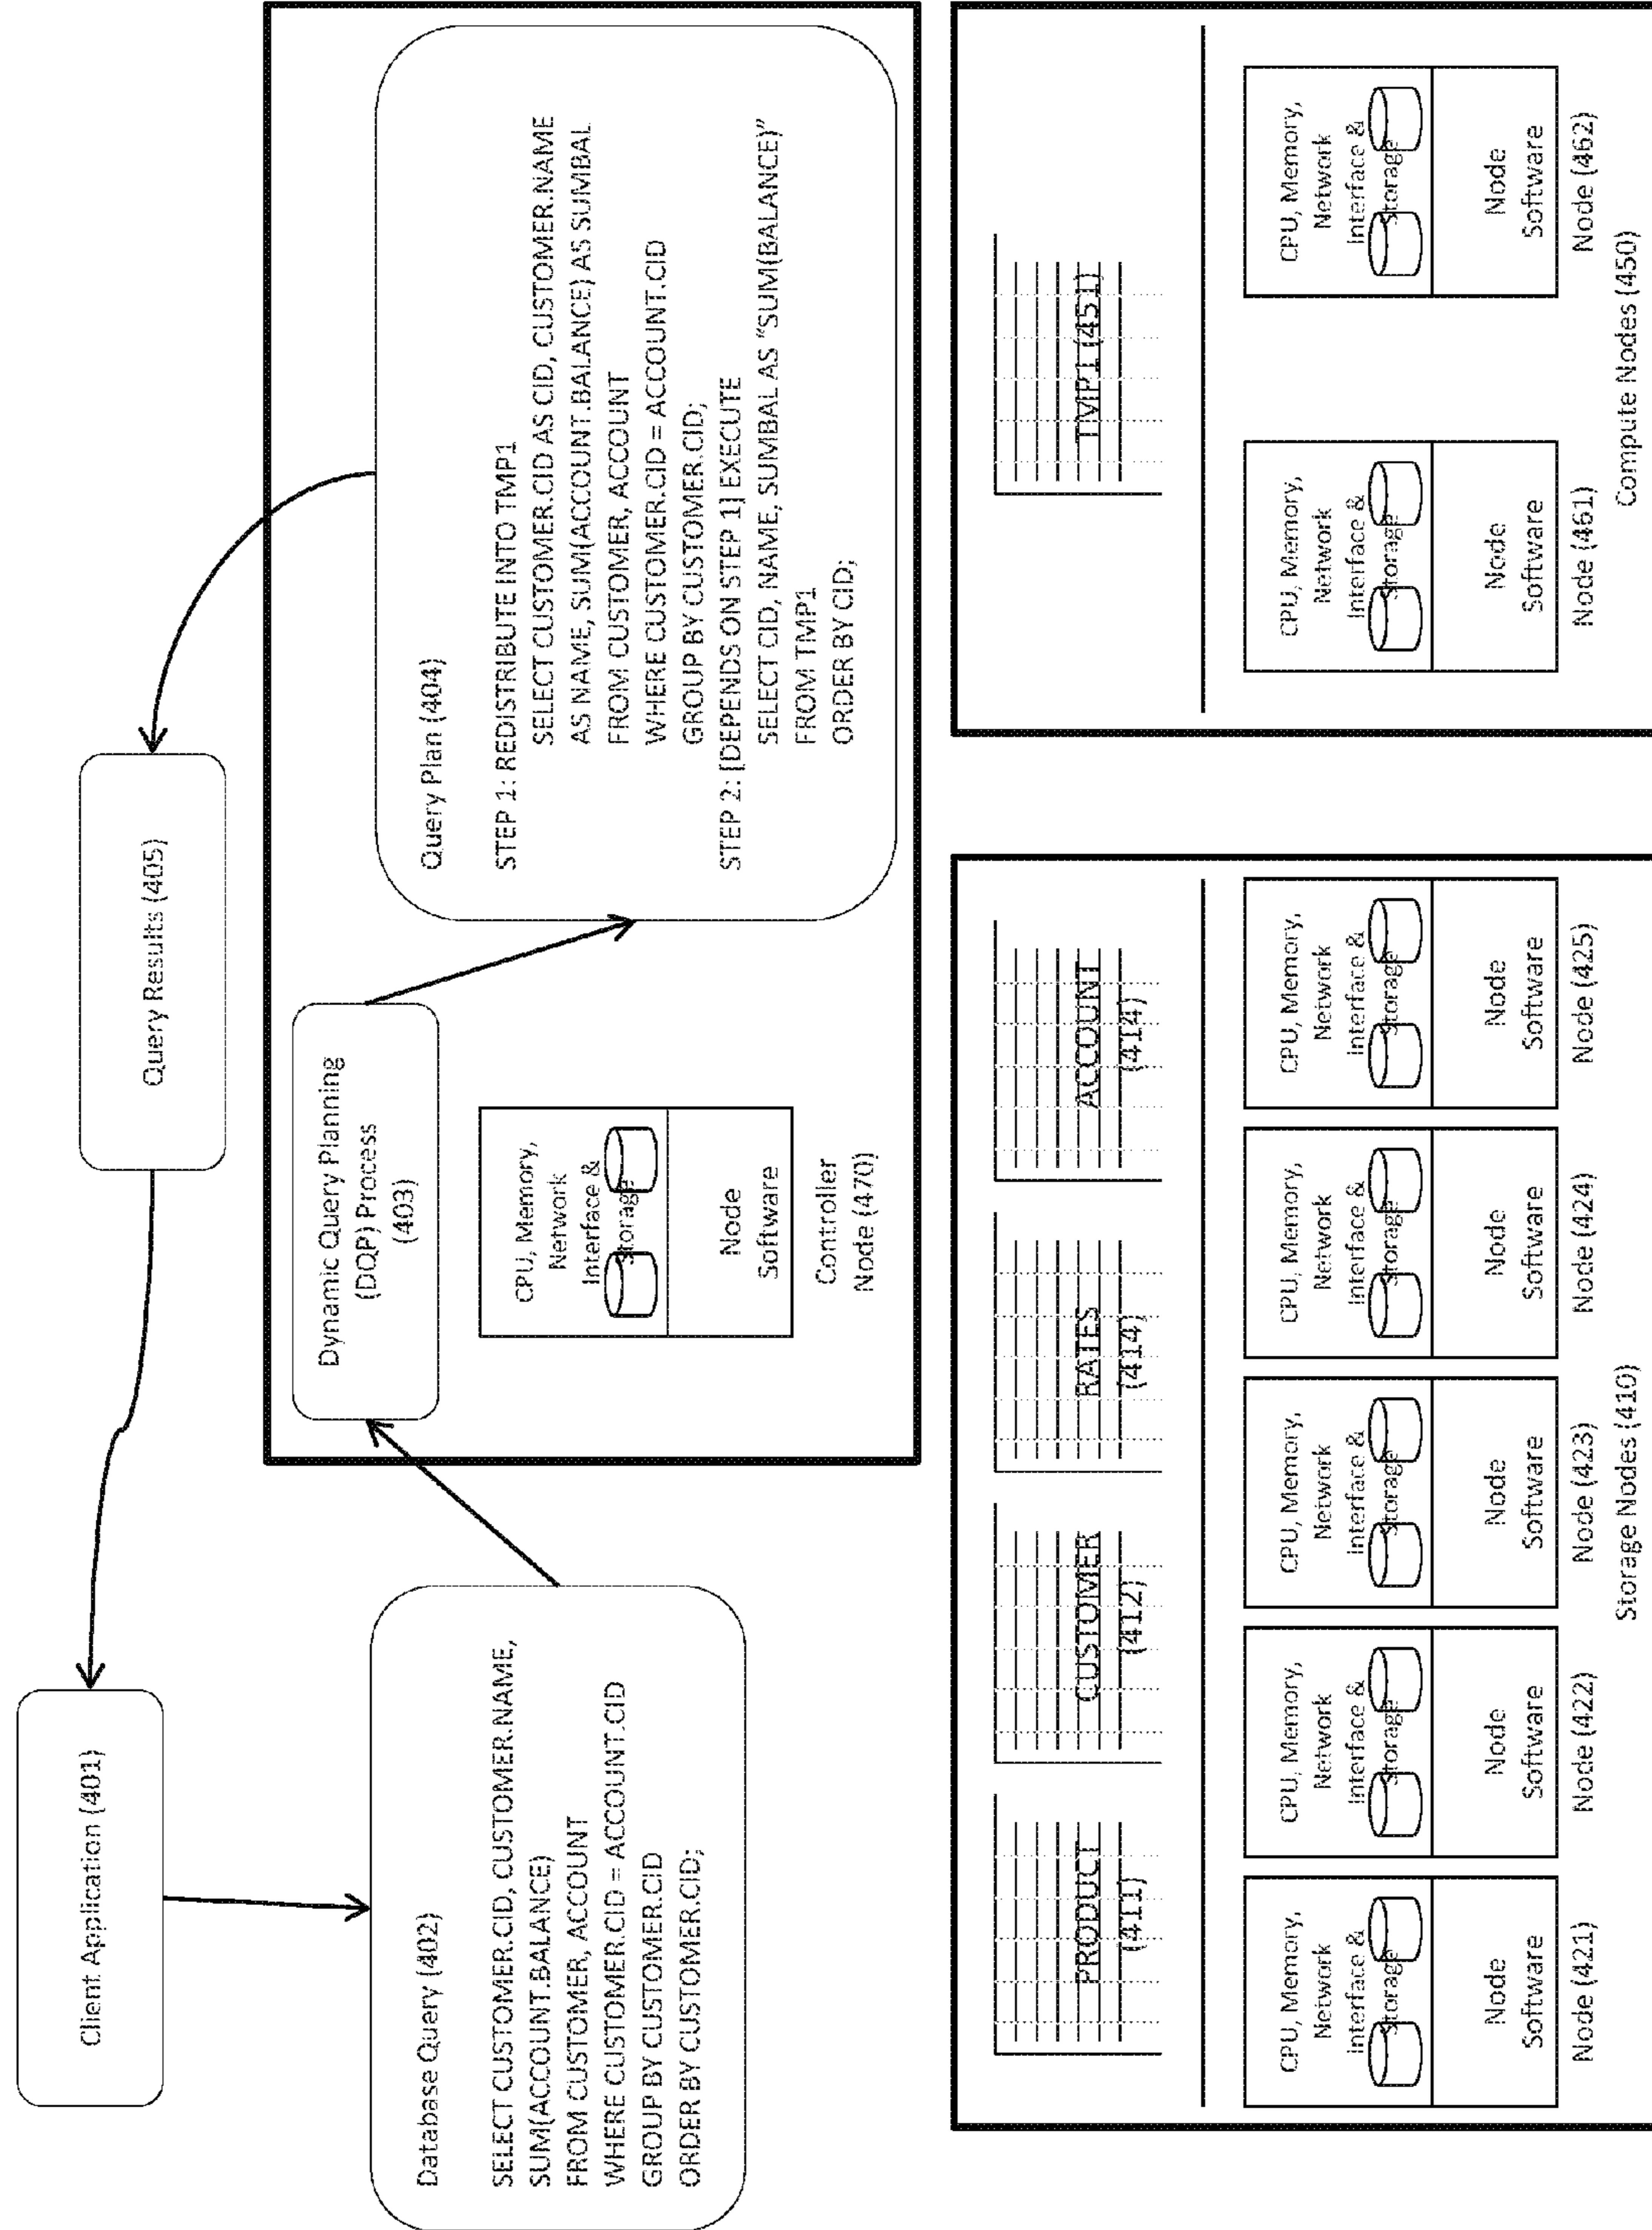 Client Application (401)
Query Results (405)
Database Query (402)
SELECT CUSTOMER.CID, CUSTOMER.NAME,
SUM(ACCOUNT.BALANCE)
FROM CUSTOMER, ACCOUNT
WHERE CUSTOMER.CID = ACCOUNT.CID
GROUP BY CUSTOMER.CID
ORDER BY CUSTOMER.CID;
Dynamic Query Planning
(DQP) Process
(403)
CPU, Memory,
Network
Interface &
Storage
Node
Software
Controller
Node (470)
Query Plan (404)
STEP 1: REDISTRIBUTE INTO TMP1
SELECT CUSTOMER.CID AS CID, CUSTOMER.NAME
AS NAME, SUM(ACCOUNT.BALANCE) AS SUMBAL
FROM CUSTOMER, ACCOUNT
WHERE CUSTOMER.CID = ACCOUNT.CID
GROUP BY CUSTOMER.CID;
STEP 2: [DEPENDS ON STEP 1] EXECUTE
SELECT CID, NAME, SUMBAL AS “SUM(BALANCE)”
FROM TMP1
ORDER BY CID;
PRODUCT
(411)
CUSTOMER
(412)
RATES
(414)
ACCOUNT
(414)
CPU, Memory,
Network
Interface &
Storage
Node
Software
Node (421)
CPU, Memory,
Network
Interface &
Storage
Node
Software
Node (422)
CPU, Memory,
Network
Interface &
Storage
Node
Software
Node (423)
CPU, Memory,
Network
Interface &
Storage
Node
Software
Node (424)
CPU, Memory,
Network
Interface &
Storage
Node
Software
Node (425)
Storage Nodes (410)
TMP1 (451)
CPU, Memory,
Network
Interface &
Storage
Node
Software
Node (461)
CPU, Memory,
Network
Interface &
Storage
Node
Software
Node (462)
Compute Nodes (450)